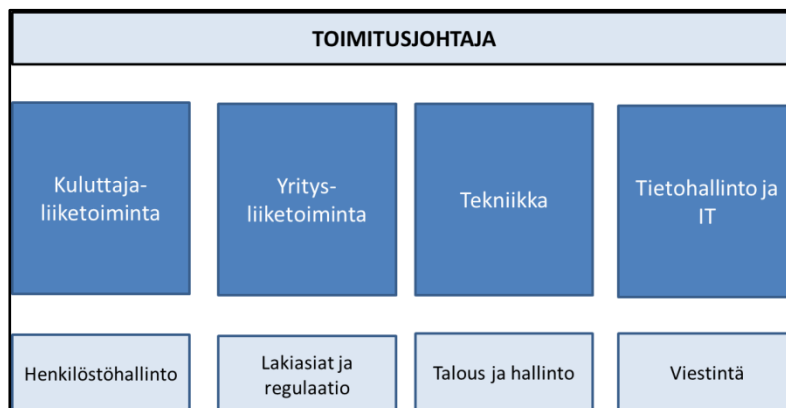 TOIMITUSJOHTAJA
Kuluttaja-
liiketoiminta
Yritys-
liiketoiminta
Tekniikka
Tietohallinto ja
IT
Henkilöstöhallinto
Lakiasiat ja
regulaatio
Talous ja hallinto
Viestintä